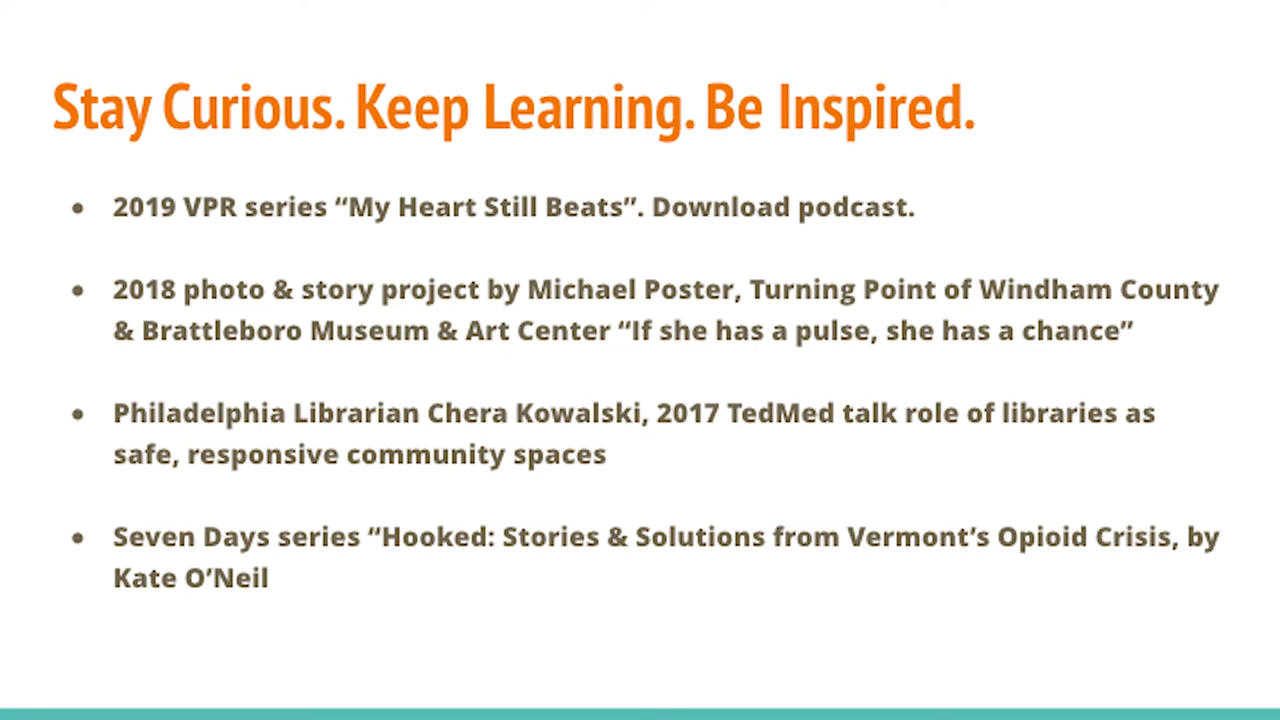 Stay Curious. Keep Learning. Be Inspired.
● 2019 VPR series “My Heart Still Beats”. Download podcast.
● 2018 photo & story project by Michael Poster, Turning Point of Windham County
& Brattleboro Museum & Art Center “If she has a pulse, she has a chance”
● Philadelphia Librarian Chera Kowalski, 2017 TedMed talk role of libraries as
safe, responsive community spaces
● Seven Days series “Hooked: Stories & Solutions from Vermont’s Opioid Crisis, by
Kate O’Neil